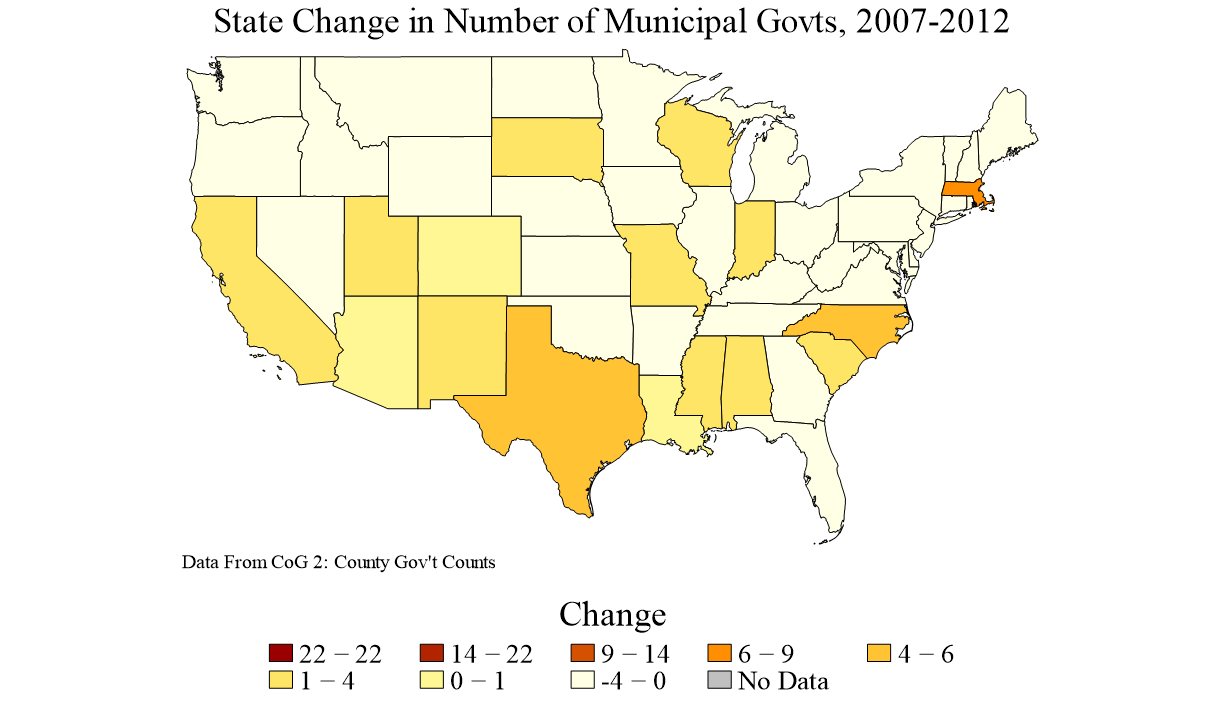 State Change in Number of Municipal Govts, 2007-2012
Data From CoG 2: County Gov't Counts
Change
22 − 22 14 − 22 9 − 14 6 − 9 4 − 6
1 − 4 0 − 1 -4 − 0 No Data